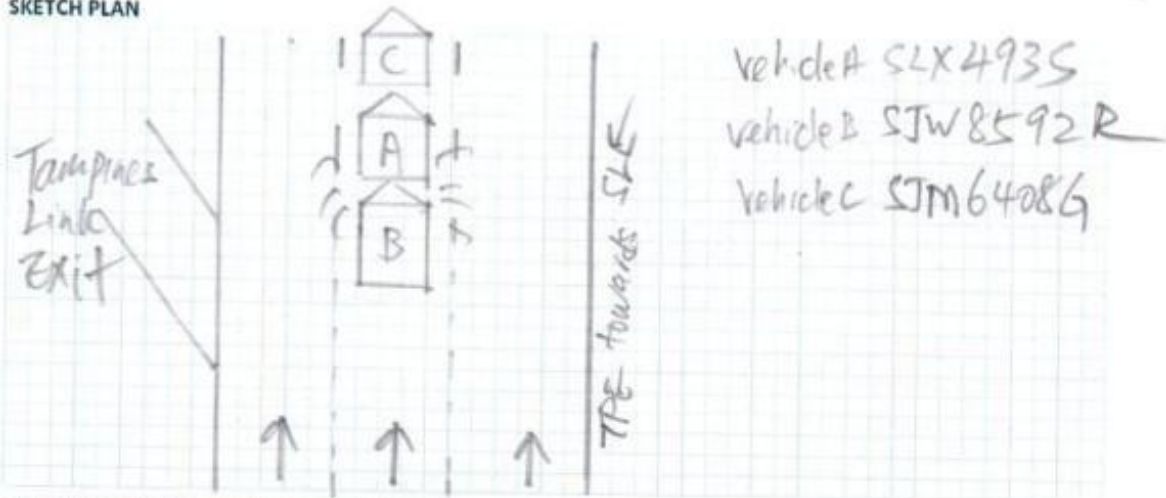 SKETCH PLAN
C
A
B
Tampines
Link
Exit
TPE towards SLE
vehicle A SLX4935
vehicle B SJW8592R
vehicle C SJM6408G